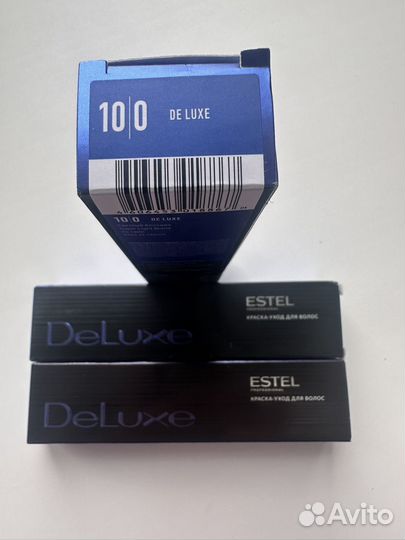 10|0 DE LUXE
10|0 DE LUXE
DeLuxe
ESTEL
PROFESSIONAL
КРАСКА-УХОД ДЛЯ ВОЛОС
DeLuxe
ESTEL
PROFESSIONAL
КРАСКА-УХОД ДЛЯ ВОЛОС
Avito